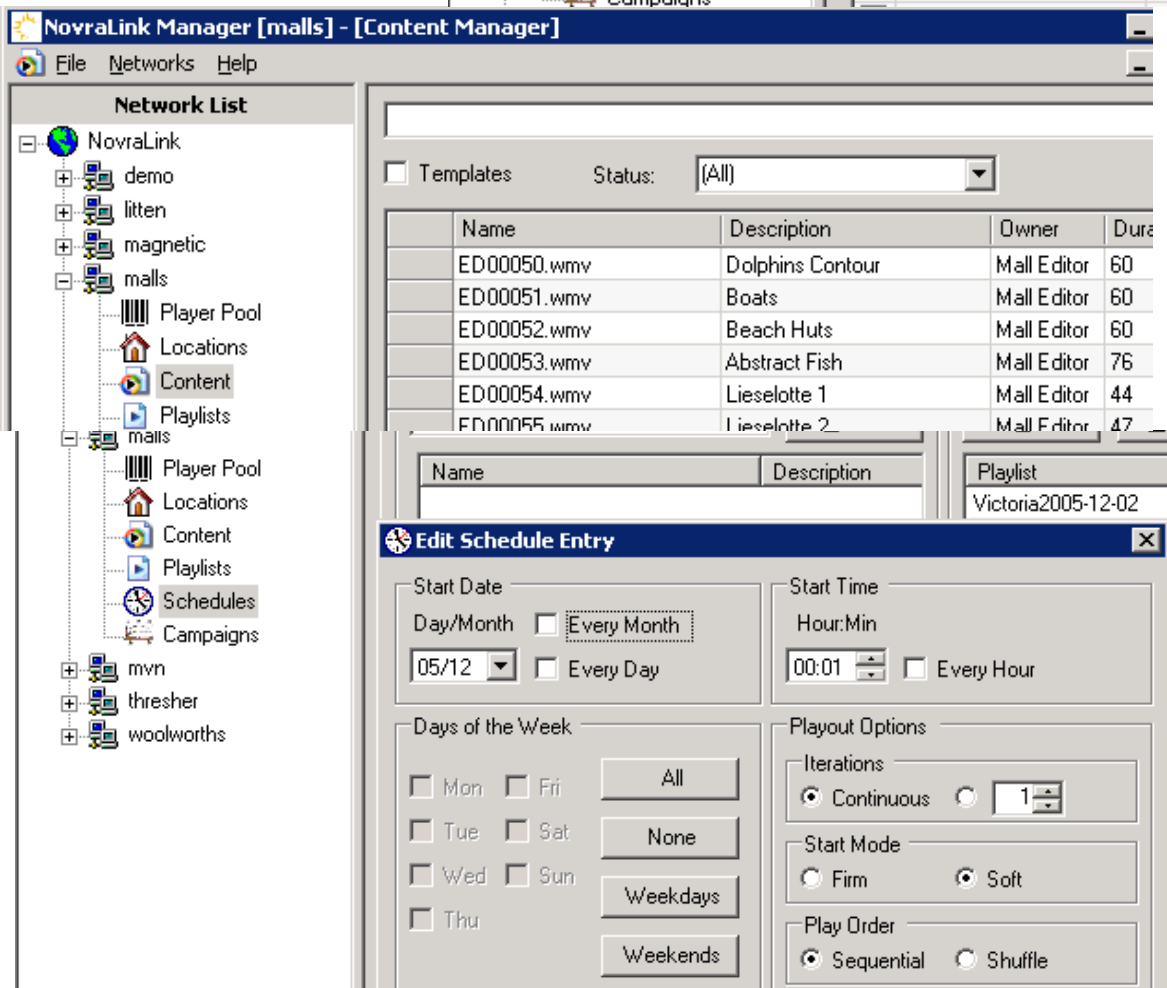 Campaigns
NovraLink Manager [malls] - [Content Manager]
File Networks Help
Network List
NovraLink
demo
litten
magnetic
malls
Player Pool
Locations
Content
Playlists
Templates Status: (All)
Name Description Owner Dura
ED00050.wmv Dolphins Contour Mall Editor 60
ED00051.wmv Boats Mall Editor 60
ED00052.wmv Beach Huts Mall Editor 60
ED00053.wmv Abstract Fish Mall Editor 76
ED00054.wmv Lieselotte 1 Mall Editor 44
ED00055.wmv Lieselotte 2 Mall Editor 47
malls
Player Pool
Locations
Content
Playlists
Schedules
Campaigns
mvn
thresher
woolworths
Name Description
Playlist
Victoria2005-12-02
Edit Schedule Entry
Start Date
Day/Month Every Month
05/12 Every Day
Start Time
Hour:Min
00:01 Every Hour
Days of the Week
Mon Fri All
Tue Sat None
Wed Sun Weekdays
Thu
Weekends
Playout Options
Iterations
Continuous 1
Start Mode
Firm Soft
Play Order
Sequential Shuffle